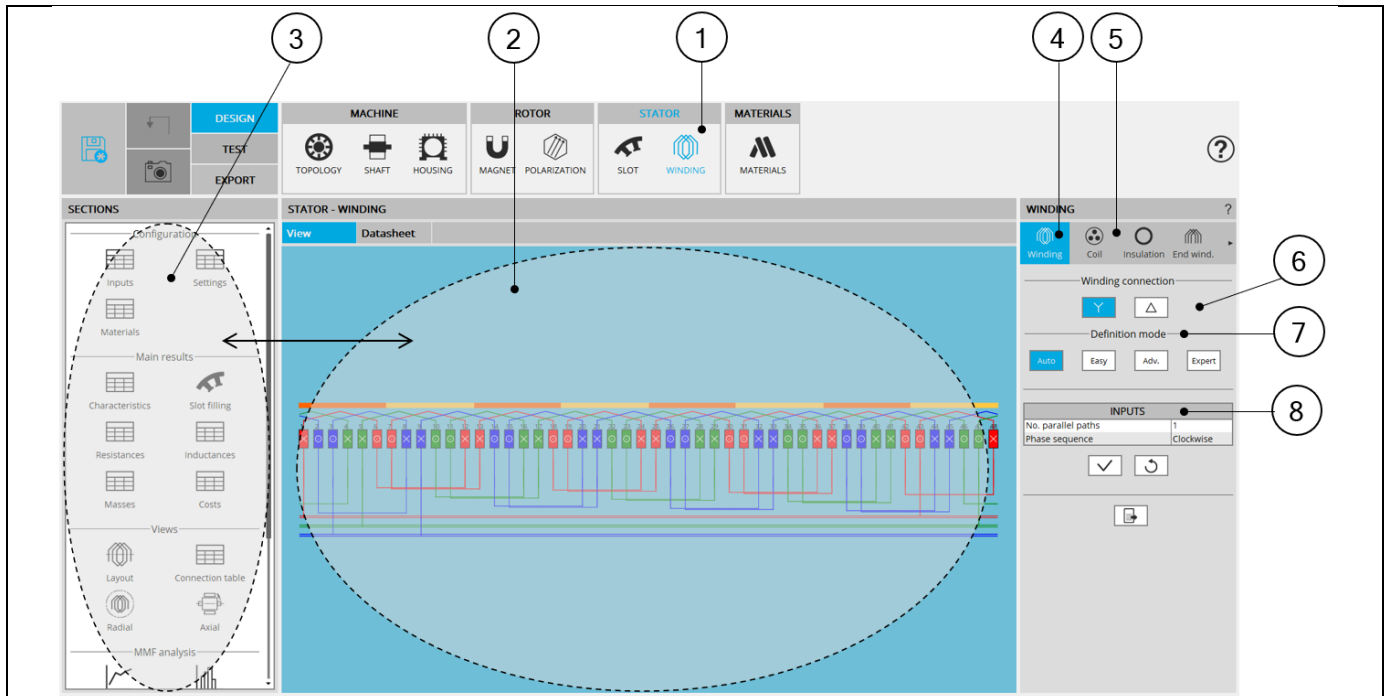 3 2 1 4 5
DESIGN MACHINE ROTOR STATOR MATERIALS
TEST
TOPOLOGY SHAFT HOUSING MAGNET POLARIZATION SLOT WINDING MATERIALS
?
EXPORT
SECTIONS STATOR - WINDING WINDING ?
View Datasheet
Configuration
Winding Coil Insulation End wind.
6
Inputs Settings
Winding connection
Y Δ
Materials
7
Definition mode
Main results
Auto Easy Adv. Expert
Characteristics Slot filling
8
INPUTS
No. parallel paths 1
Phase sequence Clockwise
Resistances Inductances
Masses Costs
Views
Layout Connection table
Radial Axial
MMF analysis